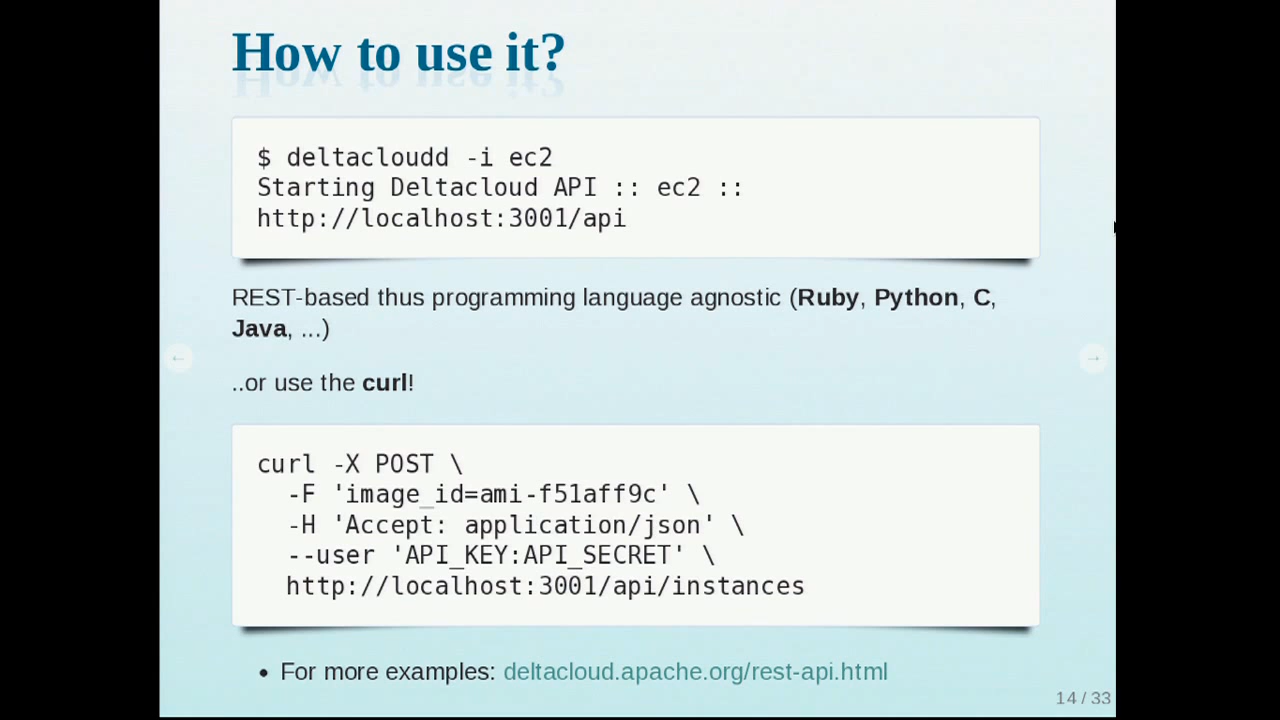 How to use it?
$ deltacloudd -i ec2
Starting Deltacloud API :: ec2 ::
http://localhost:3001/api
REST-based thus programming language agnostic (Ruby, Python, C,
Java, ...)
..or use the curl!
curl -X POST \
  -F 'image_id=ami-f51aff9c' \
  -H 'Accept: application/json' \
  --user 'API_KEY:API_SECRET' \
  http://localhost:3001/api/instances
• For more examples: deltacloud.apache.org/rest-api.html
14 / 33